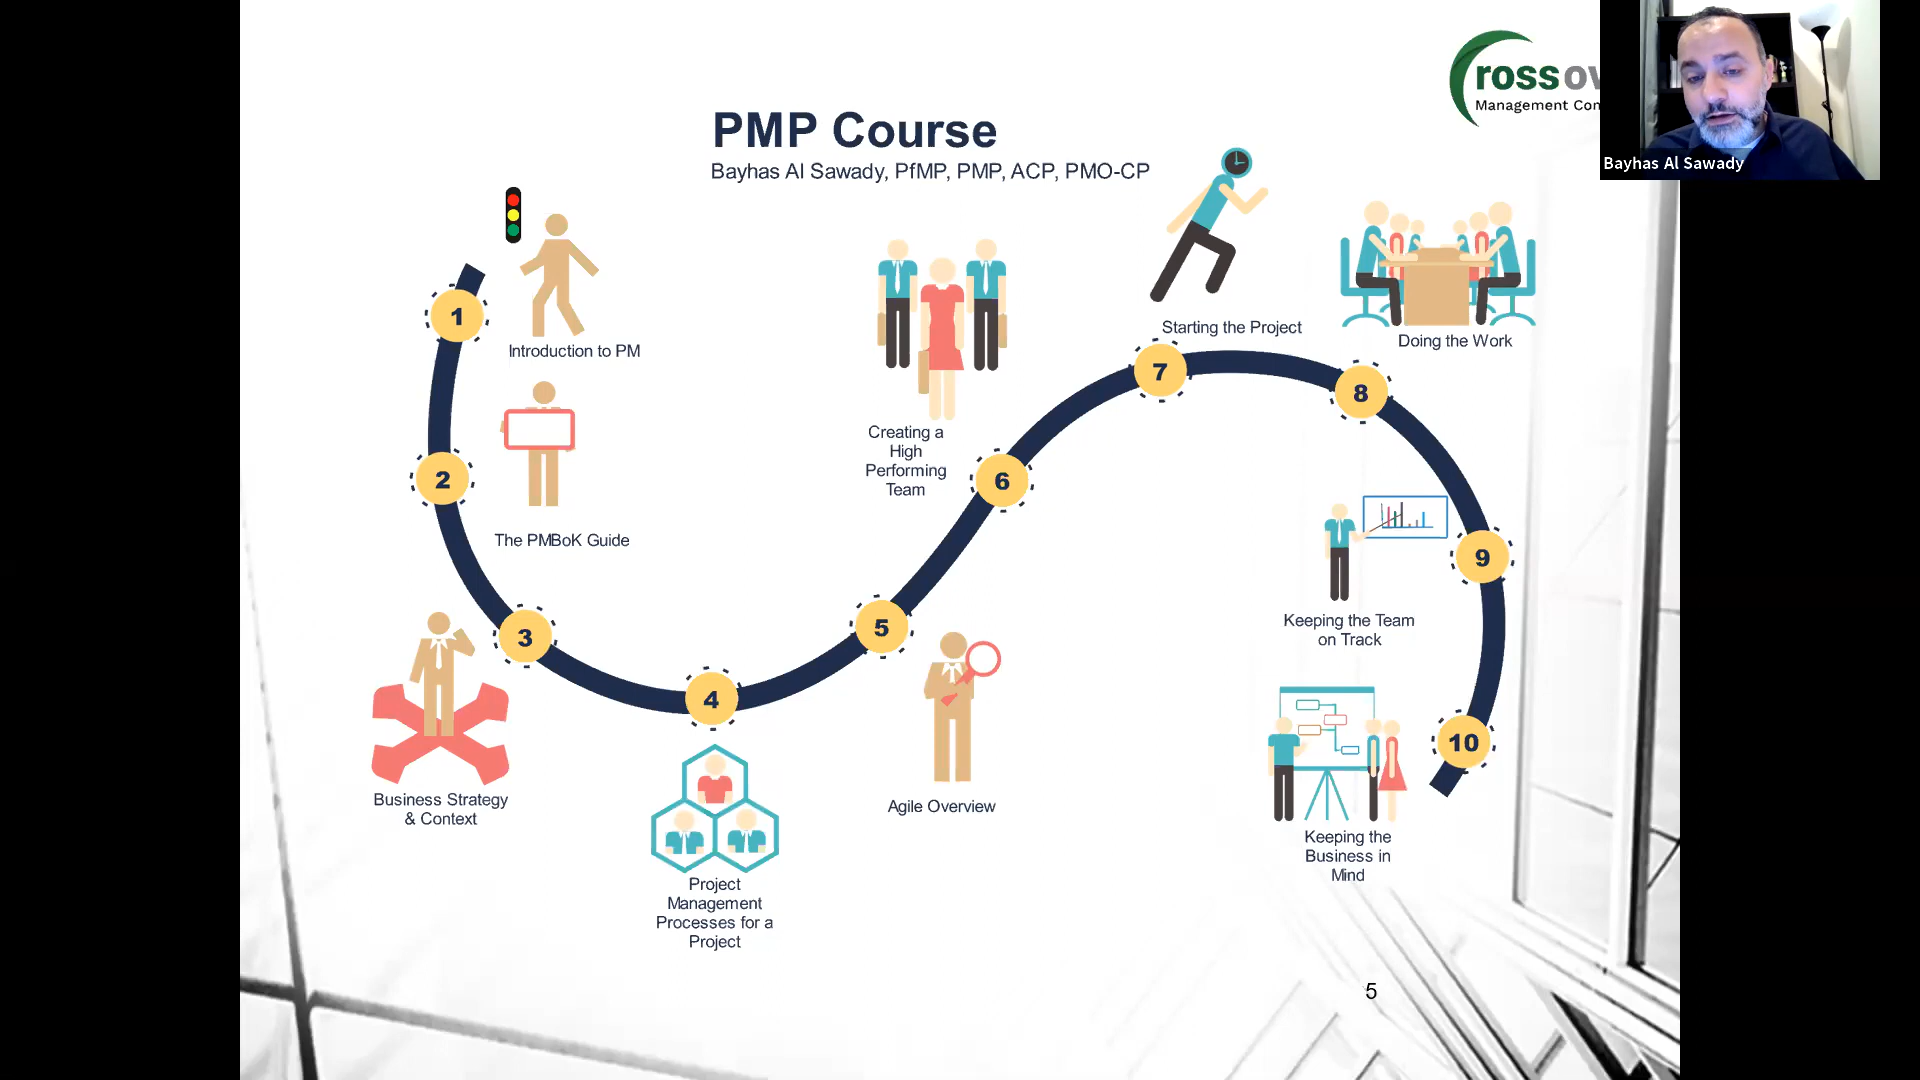 rossov
Management Con
Bayhas Al Sawady
PMP Course
Bayhas Al Sawady, PfMP, PMP, ACP, PMO-CP
1
Introduction to PM
2
The PMBoK Guide
3
Business Strategy
& Context
4
Project
Management
Processes for a
Project
5
Agile Overview
6
Creating a
High
Performing
Team
7
Starting the Project
8
Doing the Work
9
Keeping the Team
on Track
10
Keeping the
Business in
Mind
5